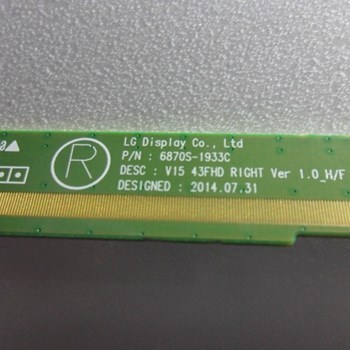 R
LG Display Co., Ltd
P/N : 6870S-1933C
DESC : V15 43FHD RIGHT Ver 1.0_H/F
DESIGNED : 2014.07.31